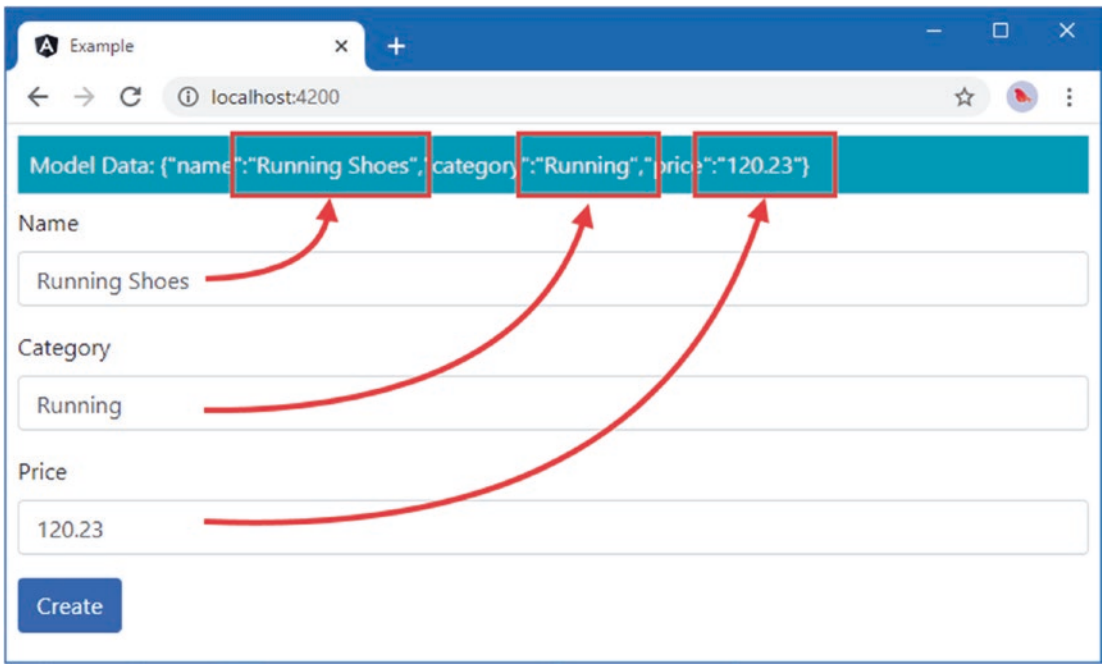 Example
localhost:4200
Model Data: {"name":"Running Shoes","category":"Running","price":"120.23"}
Name
Running Shoes
Category
Running
Price
120.23
Create